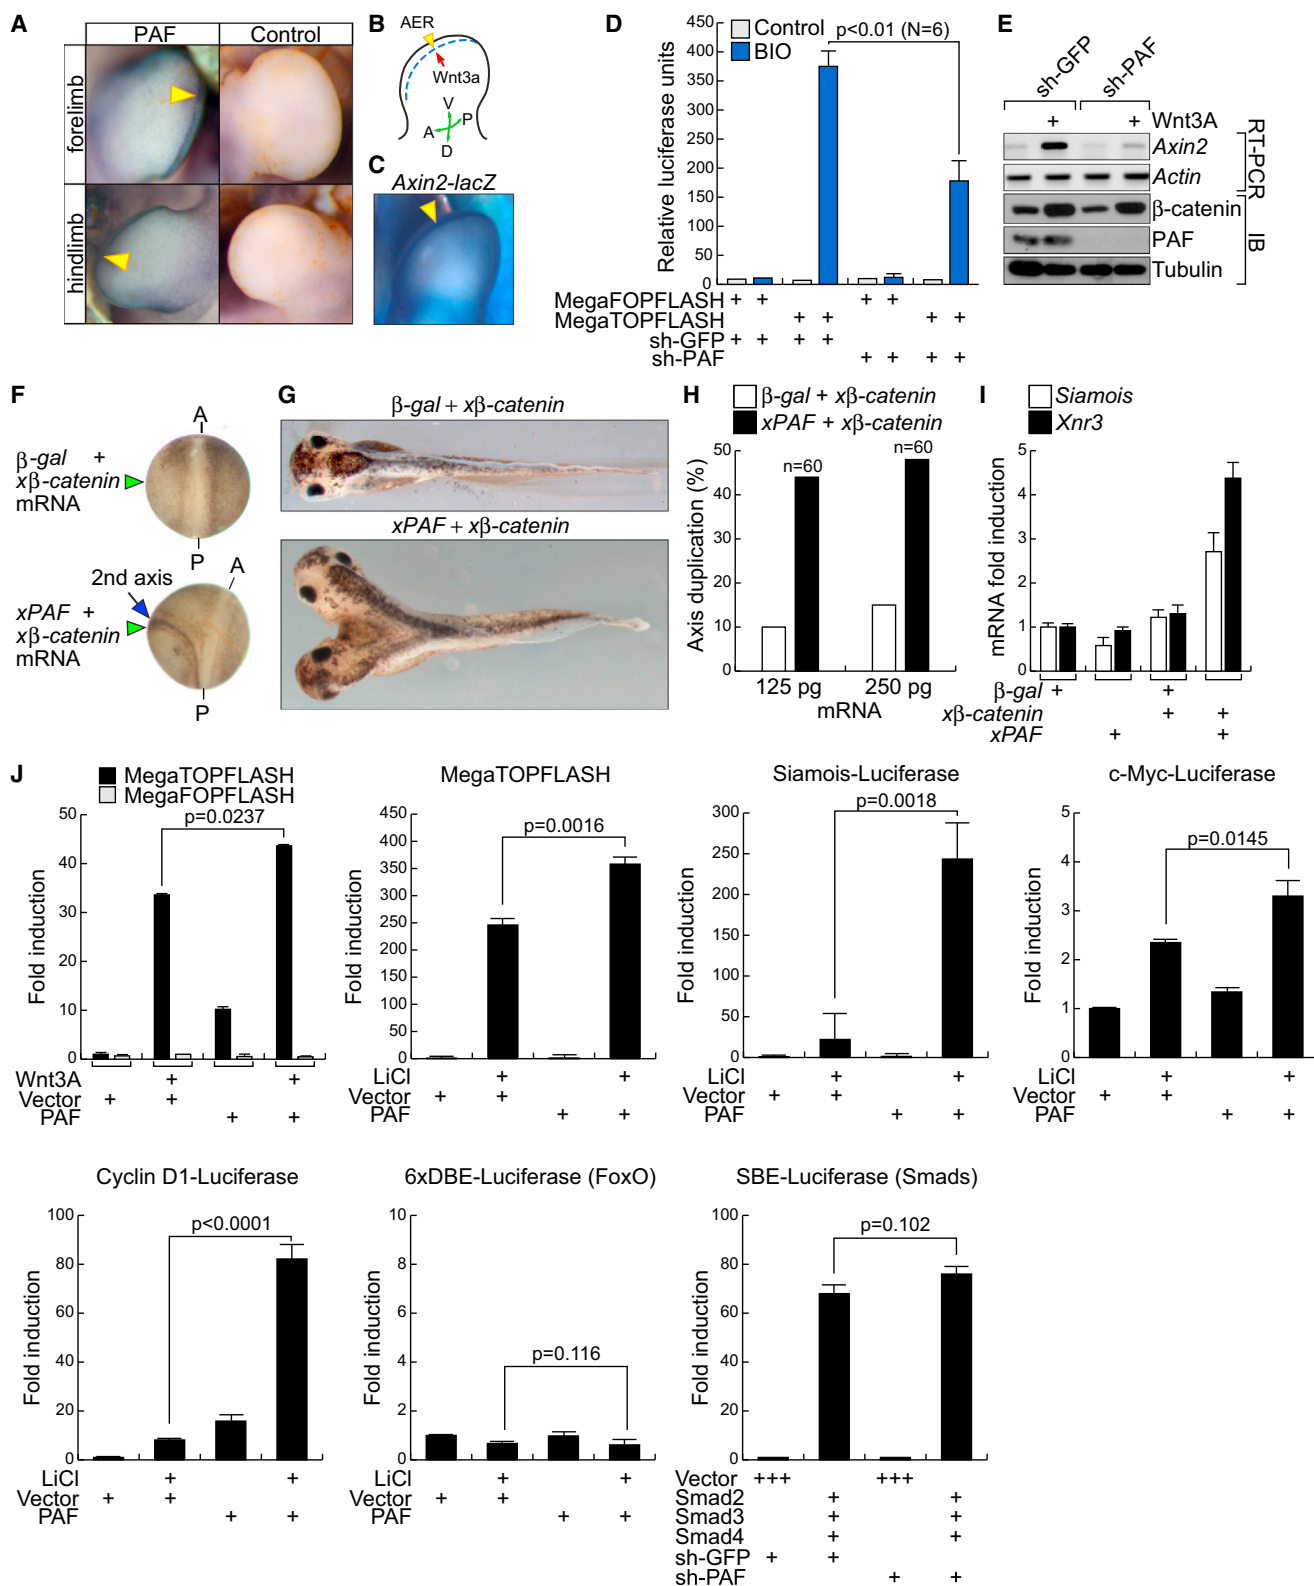 A
PAF
Control
forelimb
hindlimb
B
AER
Wnt3a
V
A
P
D
C
Axin2-lacZ
D
Control
BIO
p<0.01 (N=6)
Relative luciferase units
450
400
350
300
250
200
150
100
50
0
MegaFOPFLASH + + + +
MegaTOPFLASH + + + +
sh-GFP + + + +
sh-PAF + + + +
E
sh-GFP
sh-PAF
+ + Wnt3A
Axin2
Actin
β-catenin
PAF
Tubulin
RT-PCR
IB
F
A
β-gal +
xβ-catenin
mRNA
P
A
2nd axis
xPAF +
xβ-catenin
mRNA
P
G
β-gal + xβ-catenin
xPAF + xβ-catenin
H
β-gal + xβ-catenin
xPAF + xβ-catenin
Axis duplication (%)
50
40
30
20
10
0
n=60
n=60
125 pg
250 pg
mRNA
I
Siamois
Xnr3
mRNA fold induction
5
4
3
2
1
0
β-gal + +
xβ-catenin + +
xPAF + +
J
MegaTOPFLASH
MegaFOPFLASH
p=0.0237
Fold induction
50
40
30
20
10
0
Wnt3A + +
Vector + +
PAF + +
MegaTOPFLASH
p=0.0016
Fold induction
450
400
350
300
250
200
150
100
50
0
LiCl + +
Vector + +
PAF + +
Siamois-Luciferase
p=0.0018
Fold induction
300
250
200
150
100
50
0
LiCl + +
Vector + +
PAF + +
c-Myc-Luciferase
p=0.0145
Fold induction
5
4
3
2
1
0
LiCl + +
Vector + +
PAF + +
Cyclin D1-Luciferase
p<0.0001
Fold induction
100
80
60
40
20
0
LiCl + +
Vector + +
PAF + +
6xDBE-Luciferase (FoxO)
p=0.116
Fold induction
10
8
6
4
2
0
LiCl + +
Vector + +
PAF + +
SBE-Luciferase (Smads)
p=0.102
Fold induction
100
80
60
40
20
0
Vector +++ +++
Smad2 + +
Smad3 + +
Smad4 + +
sh-GFP + +
sh-PAF + +